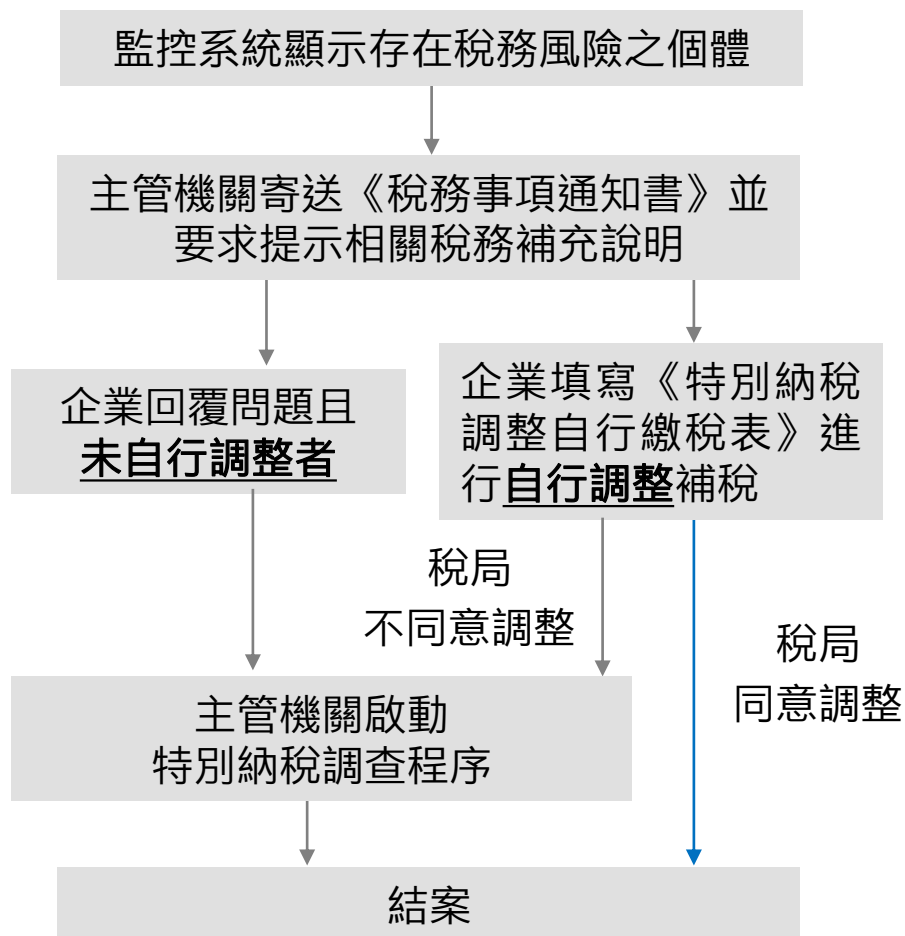 監控系統顯示存在稅務風險之個體
主管機關寄送《稅務事項通知書》並
要求提示相關稅務補充說明
企業回覆問題且
未自行調整者
企業填寫《特別納稅
調整自行繳稅表》進
行自行調整補稅
稅局
不同意調整
稅局
同意調整
主管機關啟動
特別納稅調查程序
結案